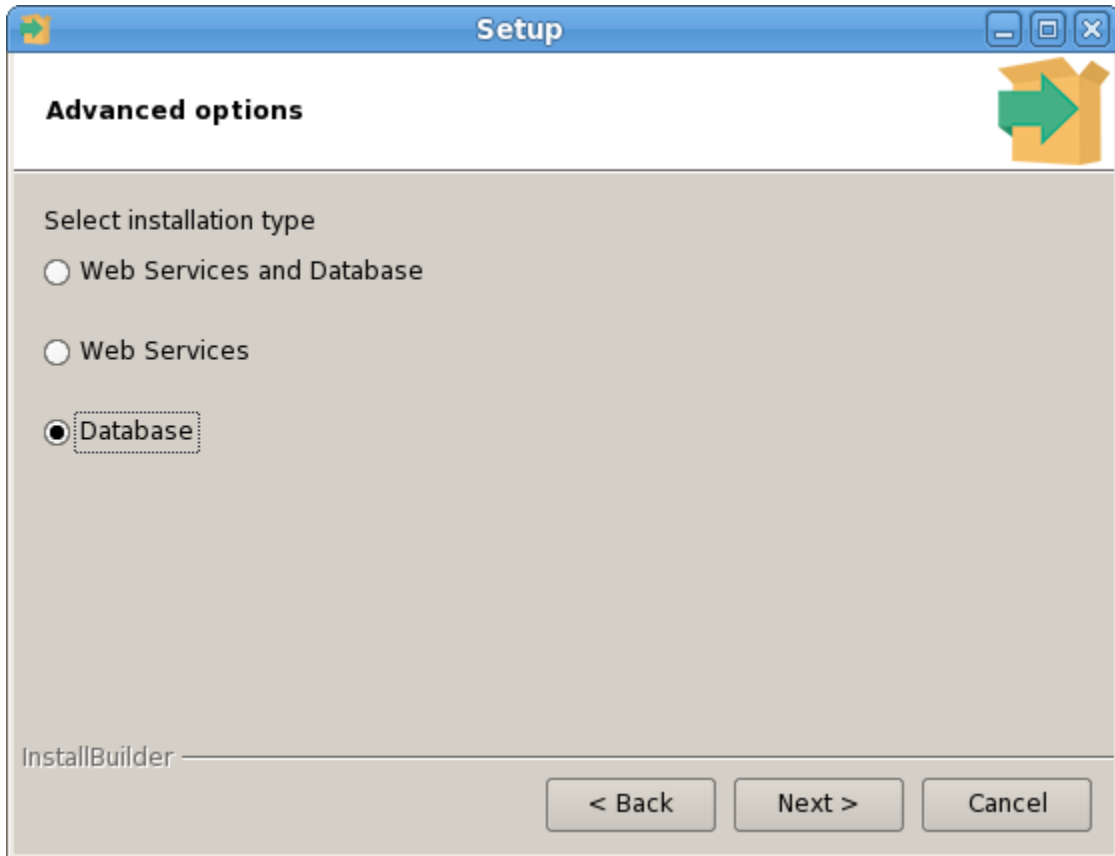 Setup
Advanced options
Select installation type
Web Services and Database
Web Services
Database
InstallBuilder
< Back
Next >
Cancel